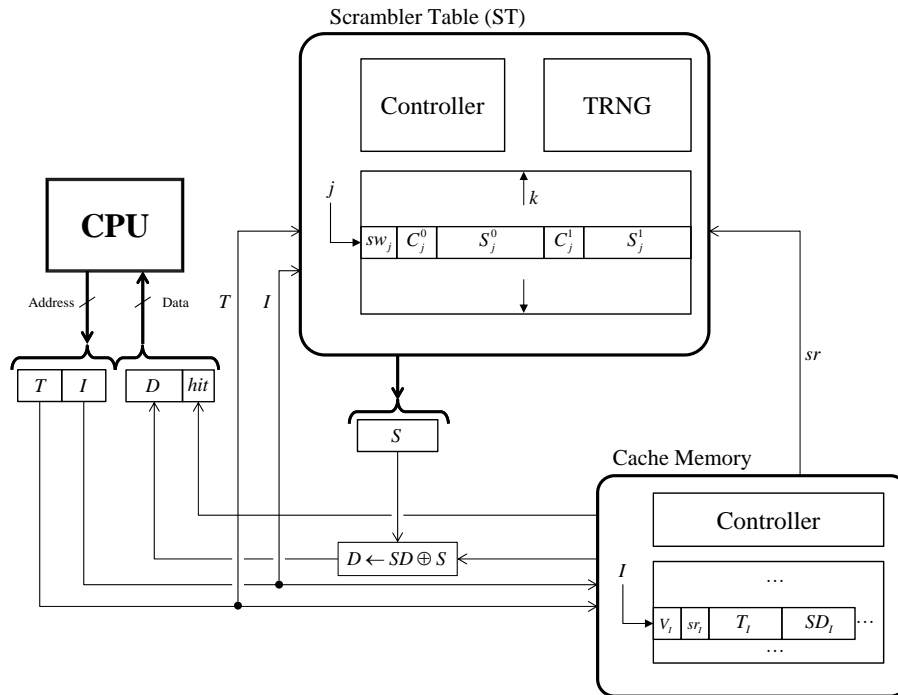 Scrambler Table (ST)
Controller
TRNG
j
k
sw_j C_j^0 S_j^0 C_j^1 S_j^1
CPU
Address
Data
T
I
sr
T I D hit
S
Cache Memory
Controller
D ← SD ⊕ S
I
...
V_I sr_I T_I SD_I ...
...